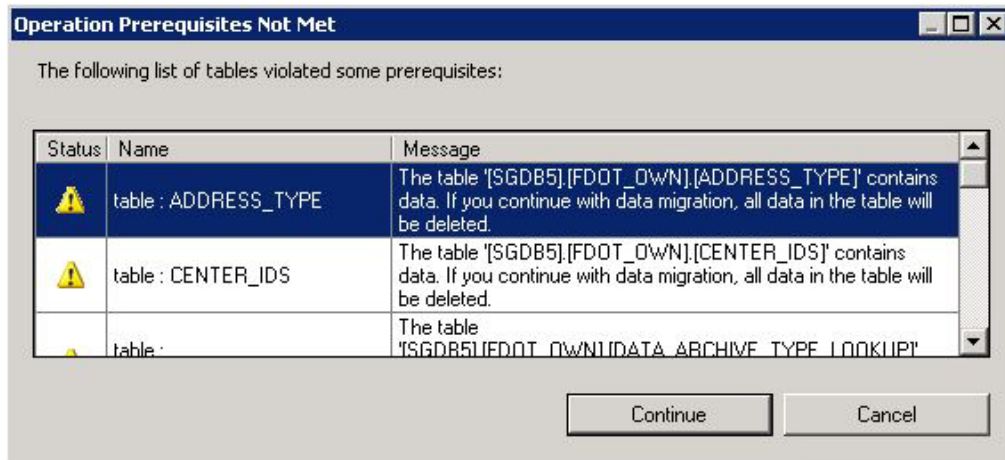 Operation Prerequisites Not Met
The following list of tables violated some prerequisites:
Status Name Message
table : ADDRESS_TYPE
The table '[SGDB5].[FDOT_OWN].[ADDRESS_TYPE]' contains
data. If you continue with data migration, all data in the table will
be deleted.
table : CENTER_IDS
The table '[SGDB5].[FDOT_OWN].[CENTER_IDS]' contains
data. If you continue with data migration, all data in the table will
be deleted.
table :
The table
'[SGDB5].[FDOT_OWN].[DATA_ARCHIVE_TYPE_LOOKUP]'
Continue Cancel